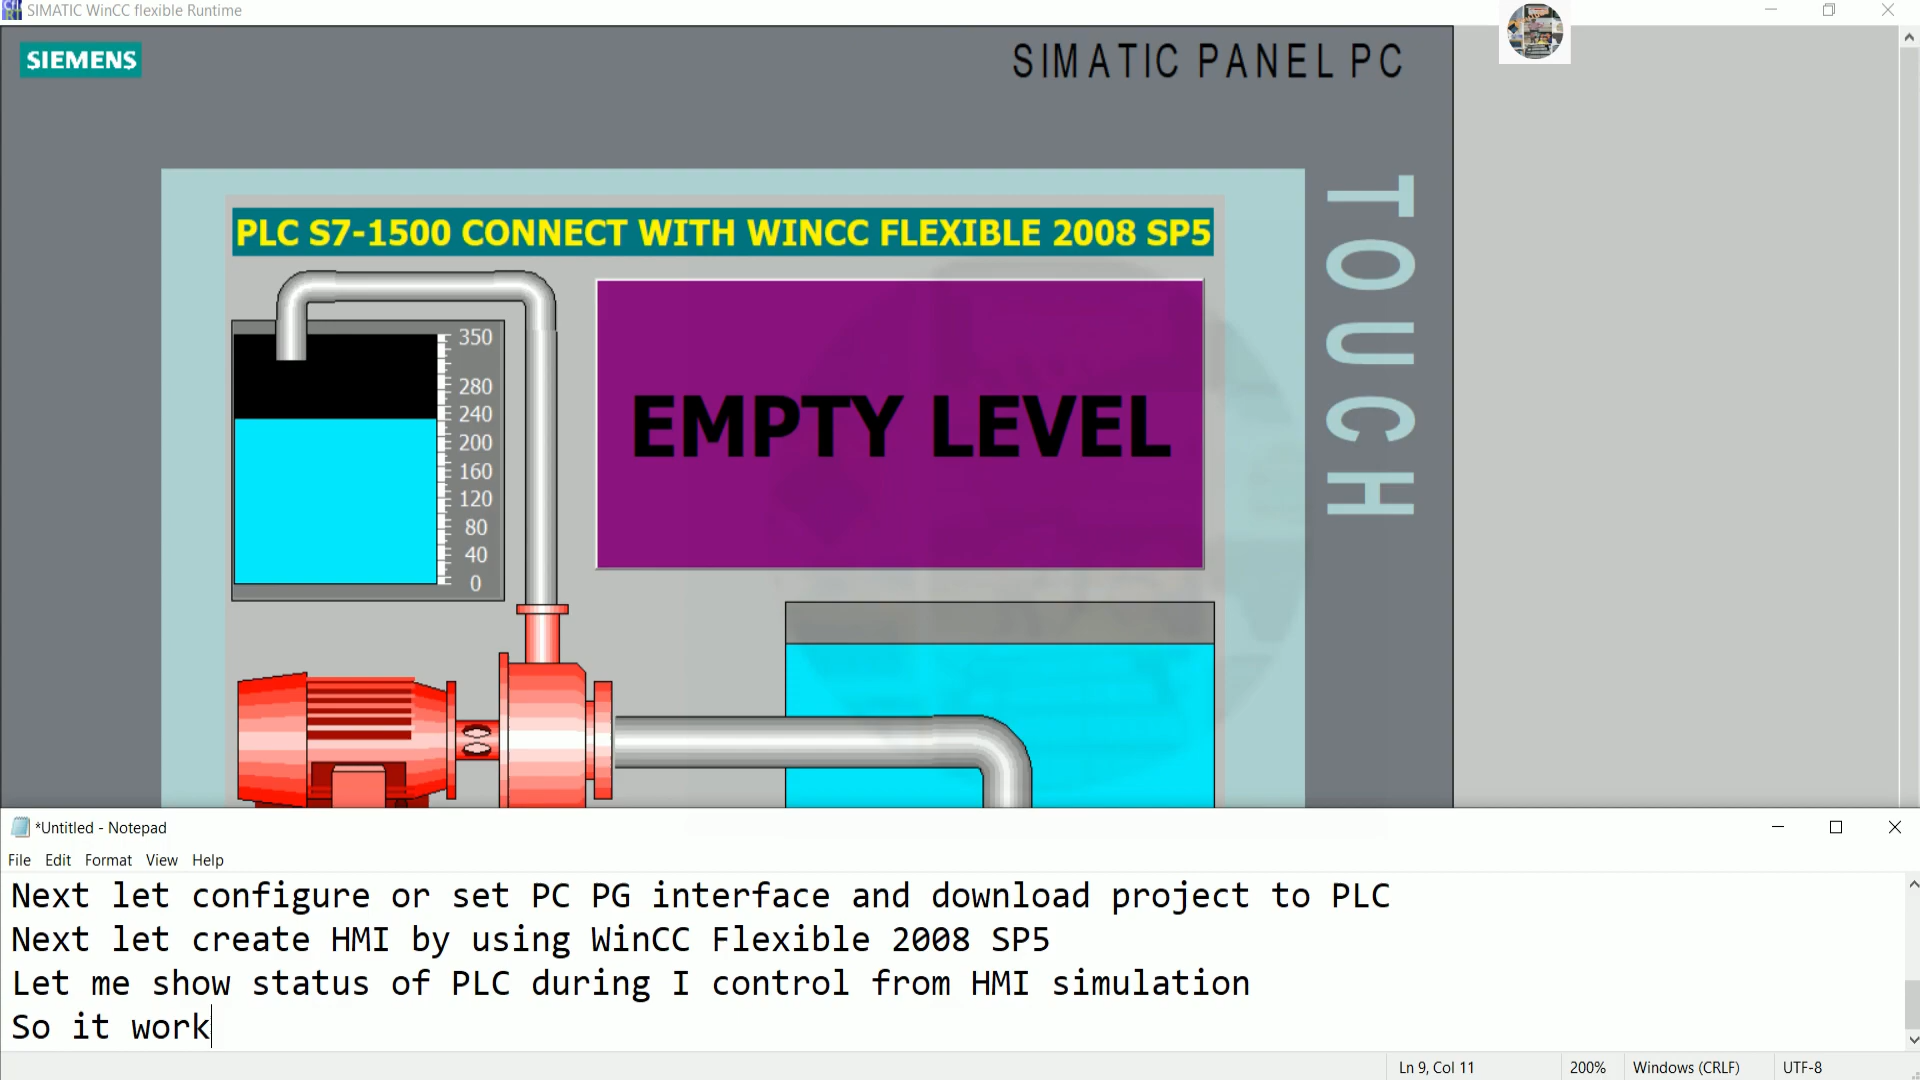 SIMATIC WinCC flexible Runtime
SIEMENS
SIMATIC PANEL PC
TOUCH
PLC S7-1500 CONNECT WITH WINCC FLEXIBLE 2008 SP5
350
280
240
200
160
120
80
40
0
EMPTY LEVEL
*Untitled - Notepad
File Edit Format View Help
Next let configure or set PC PG interface and download project to PLC
Next let create HMI by using WinCC Flexible 2008 SP5
Let me show status of PLC during I control from HMI simulation
So it work
Ln 9, Col 11 200% Windows (CRLF) UTF-8